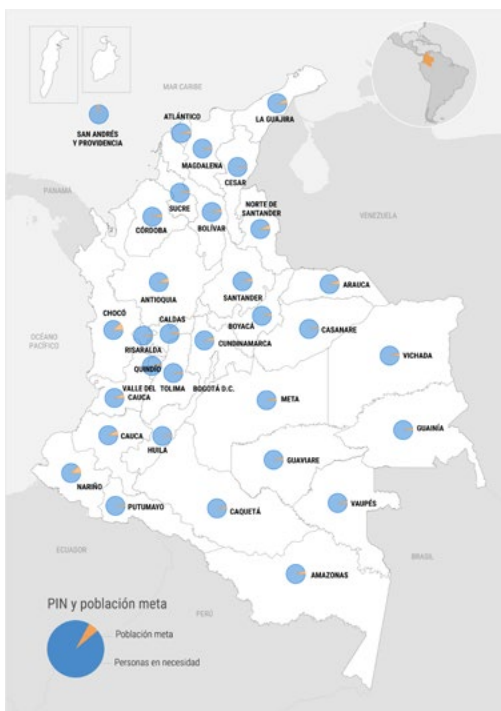 MAR CARIBE
SAN ANDRÉS
Y PROVIDENCIA
ATLÁNTICO
LA GUAJIRA
MAGDALENA
CESAR
PANAMÁ
SUCRE
NORTE DE
SANTANDER
VENEZUELA
CÓRDOBA
BOLÍVAR
ANTIOQUIA
SANTANDER
ARAUCA
CHOCÓ
CALDAS
BOYACÁ
CASANARE
OCÉANO
PACÍFICO
RISARALDA
CUNDINAMARCA
VICHADA
QUINDÍO
VALLE DEL
CAUCA
TOLIMA
BOGOTÁ D.C.
META
CAUCA
HUILA
GUAINÍA
GUAVIARE
NARIÑO
PUTUMAYO
CAQUETÁ
VAUPÉS
ECUADOR
BRASIL
AMAZONAS
PERÚ
PIN y población meta
Población meta
Personas en necesidad